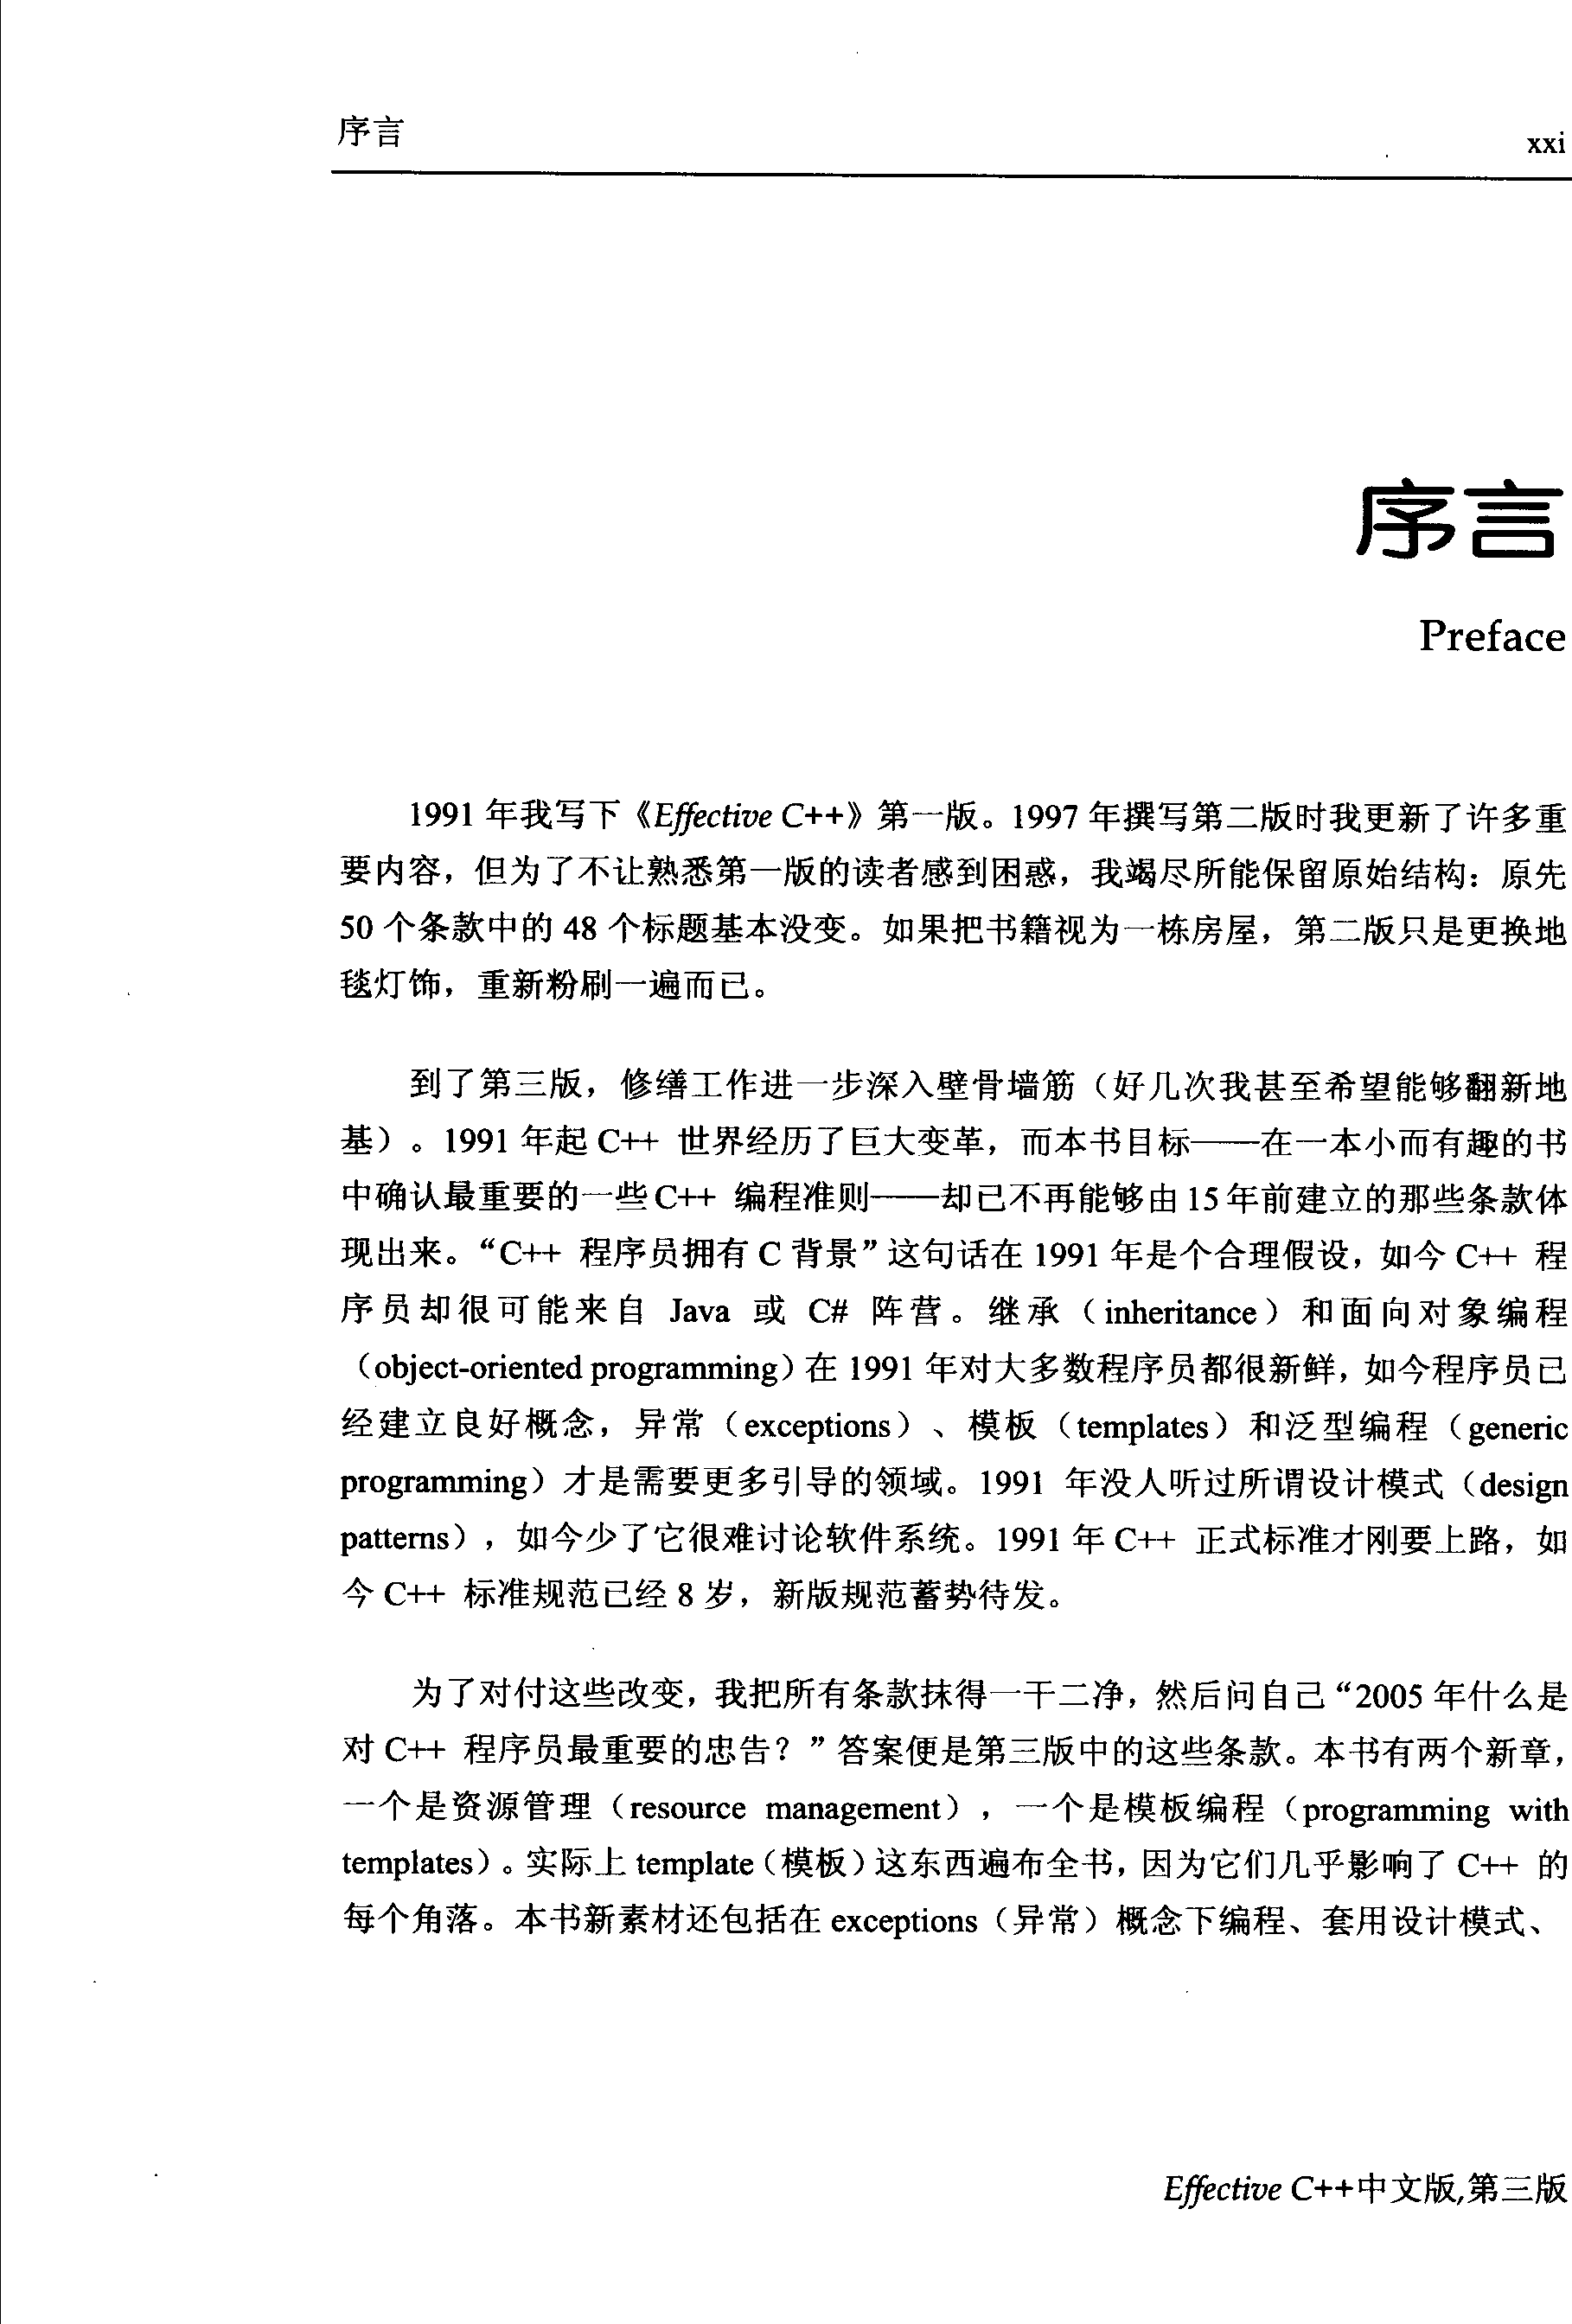 序言
xxi
序言
Preface
1991 年我写下《Effective C++》第一版。1997 年撰写第二版时我更新了许多重
要内容，但为了不让熟悉第一版的读者感到困惑，我竭尽所能保留原始结构：原先
50 个条款中的 48 个标题基本没变。如果把书籍视为一栋房屋，第二版只是更换地
毯灯饰，重新粉刷一遍而已。
到了第三版，修缮工作进一步深入壁骨墙筋（好几次我甚至希望能够翻新地
基）。1991 年起 C++ 世界经历了巨大变革，而本书目标——在一本小而有趣的书
中确认最重要的一些 C++ 编程准则——却已不再能够由 15 年前建立的那些条款体
现出来。“C++ 程序员拥有 C 背景”这句话在 1991 年是个合理假设，如今 C++ 程
序员却很可能来自 Java 或 C# 阵营。继承（inheritance）和面向对象编程
（object-oriented programming）在 1991 年对大多数程序员都很新鲜，如今程序员已
经建立良好概念，异常（exceptions）、模板（templates）和泛型编程（generic
programming）才是需要更多引导的领域。1991 年没人听过所谓设计模式（design
patterns），如今少了它很难讨论软件系统。1991 年 C++ 正式标准才刚要上路，如
今 C++ 标准规范已经 8 岁，新版规范蓄势待发。
为了对付这些改变，我把所有条款抹得一干二净，然后问自己“2005 年什么是
对 C++ 程序员最重要的忠告？”答案便是第三版中的这些条款。本书有两个新章，
一个是资源管理（resource management），一个是模板编程（programming with
templates）。实际上 template（模板）这东西遍布全书，因为它们几乎影响了 C++ 的
每个角落。本书新素材还包括在 exceptions（异常）概念下编程、套用设计模式、
Effective C++中文版,第三版